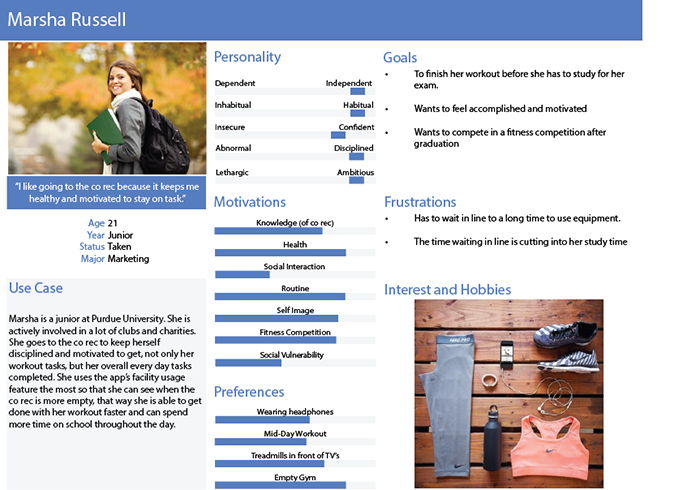 Marsha Russell
"I like going to the co rec because it keeps me
healthy and motivated to stay on task."
Age 21
Year Junior
Status Taken
Major Marketing
Use Case
Marsha is a junior at Purdue University. She is
actively involved in a lot of clubs and charities.
She goes to the co rec to keep herself
disciplined and motivated to get, not only her
workout tasks, but her overall every day tasks
completed. She uses the app's facility usage
feature the most so that she can see when the
co rec is more empty, that way she is able to get
done with her workout faster and can spend
more time on school throughout the day.
Personality
Dependent Independent
Inhabitual Habitual
Insecure Confident
Abnormal Disciplined
Lethargic Ambitious
Motivations
Knowledge (of co rec)
Health
Social Interaction
Routine
Self Image
Fitness Competition
Social Vulnerability
Preferences
Wearing headphones
Mid-Day Workout
Treadmills in front of TV's
Empty Gym
Goals
• To finish her workout before she has to study for her
exam.
• Wants to feel accomplished and motivated
• Wants to compete in a fitness competition after
graduation
Frustrations
• Has to wait in line to a long time to use equipment.
• The time waiting in line is cutting into her study time
Interest and Hobbies